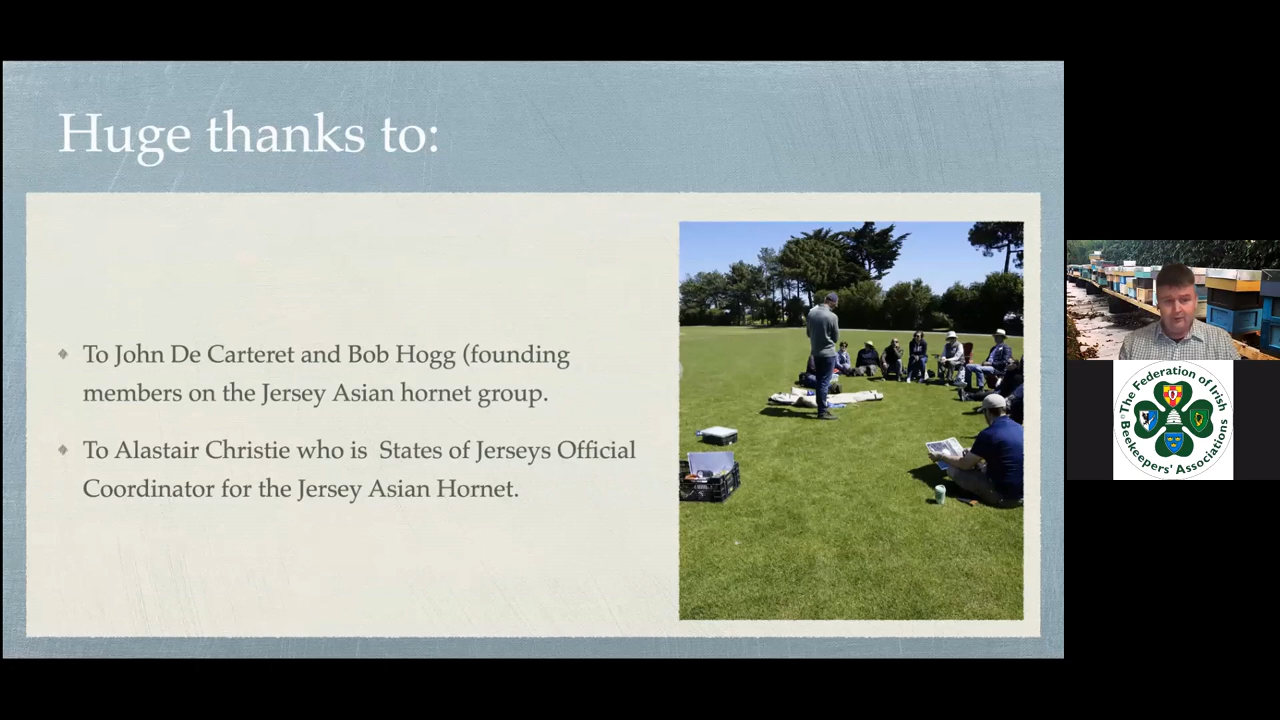 Huge thanks to:
To John De Carteret and Bob Hogg (founding
members on the Jersey Asian hornet group.
To Alastair Christie who is  States of Jerseys Official
Coordinator for the Jersey Asian Hornet.
The Federation of Irish
Beekeepers' Associations